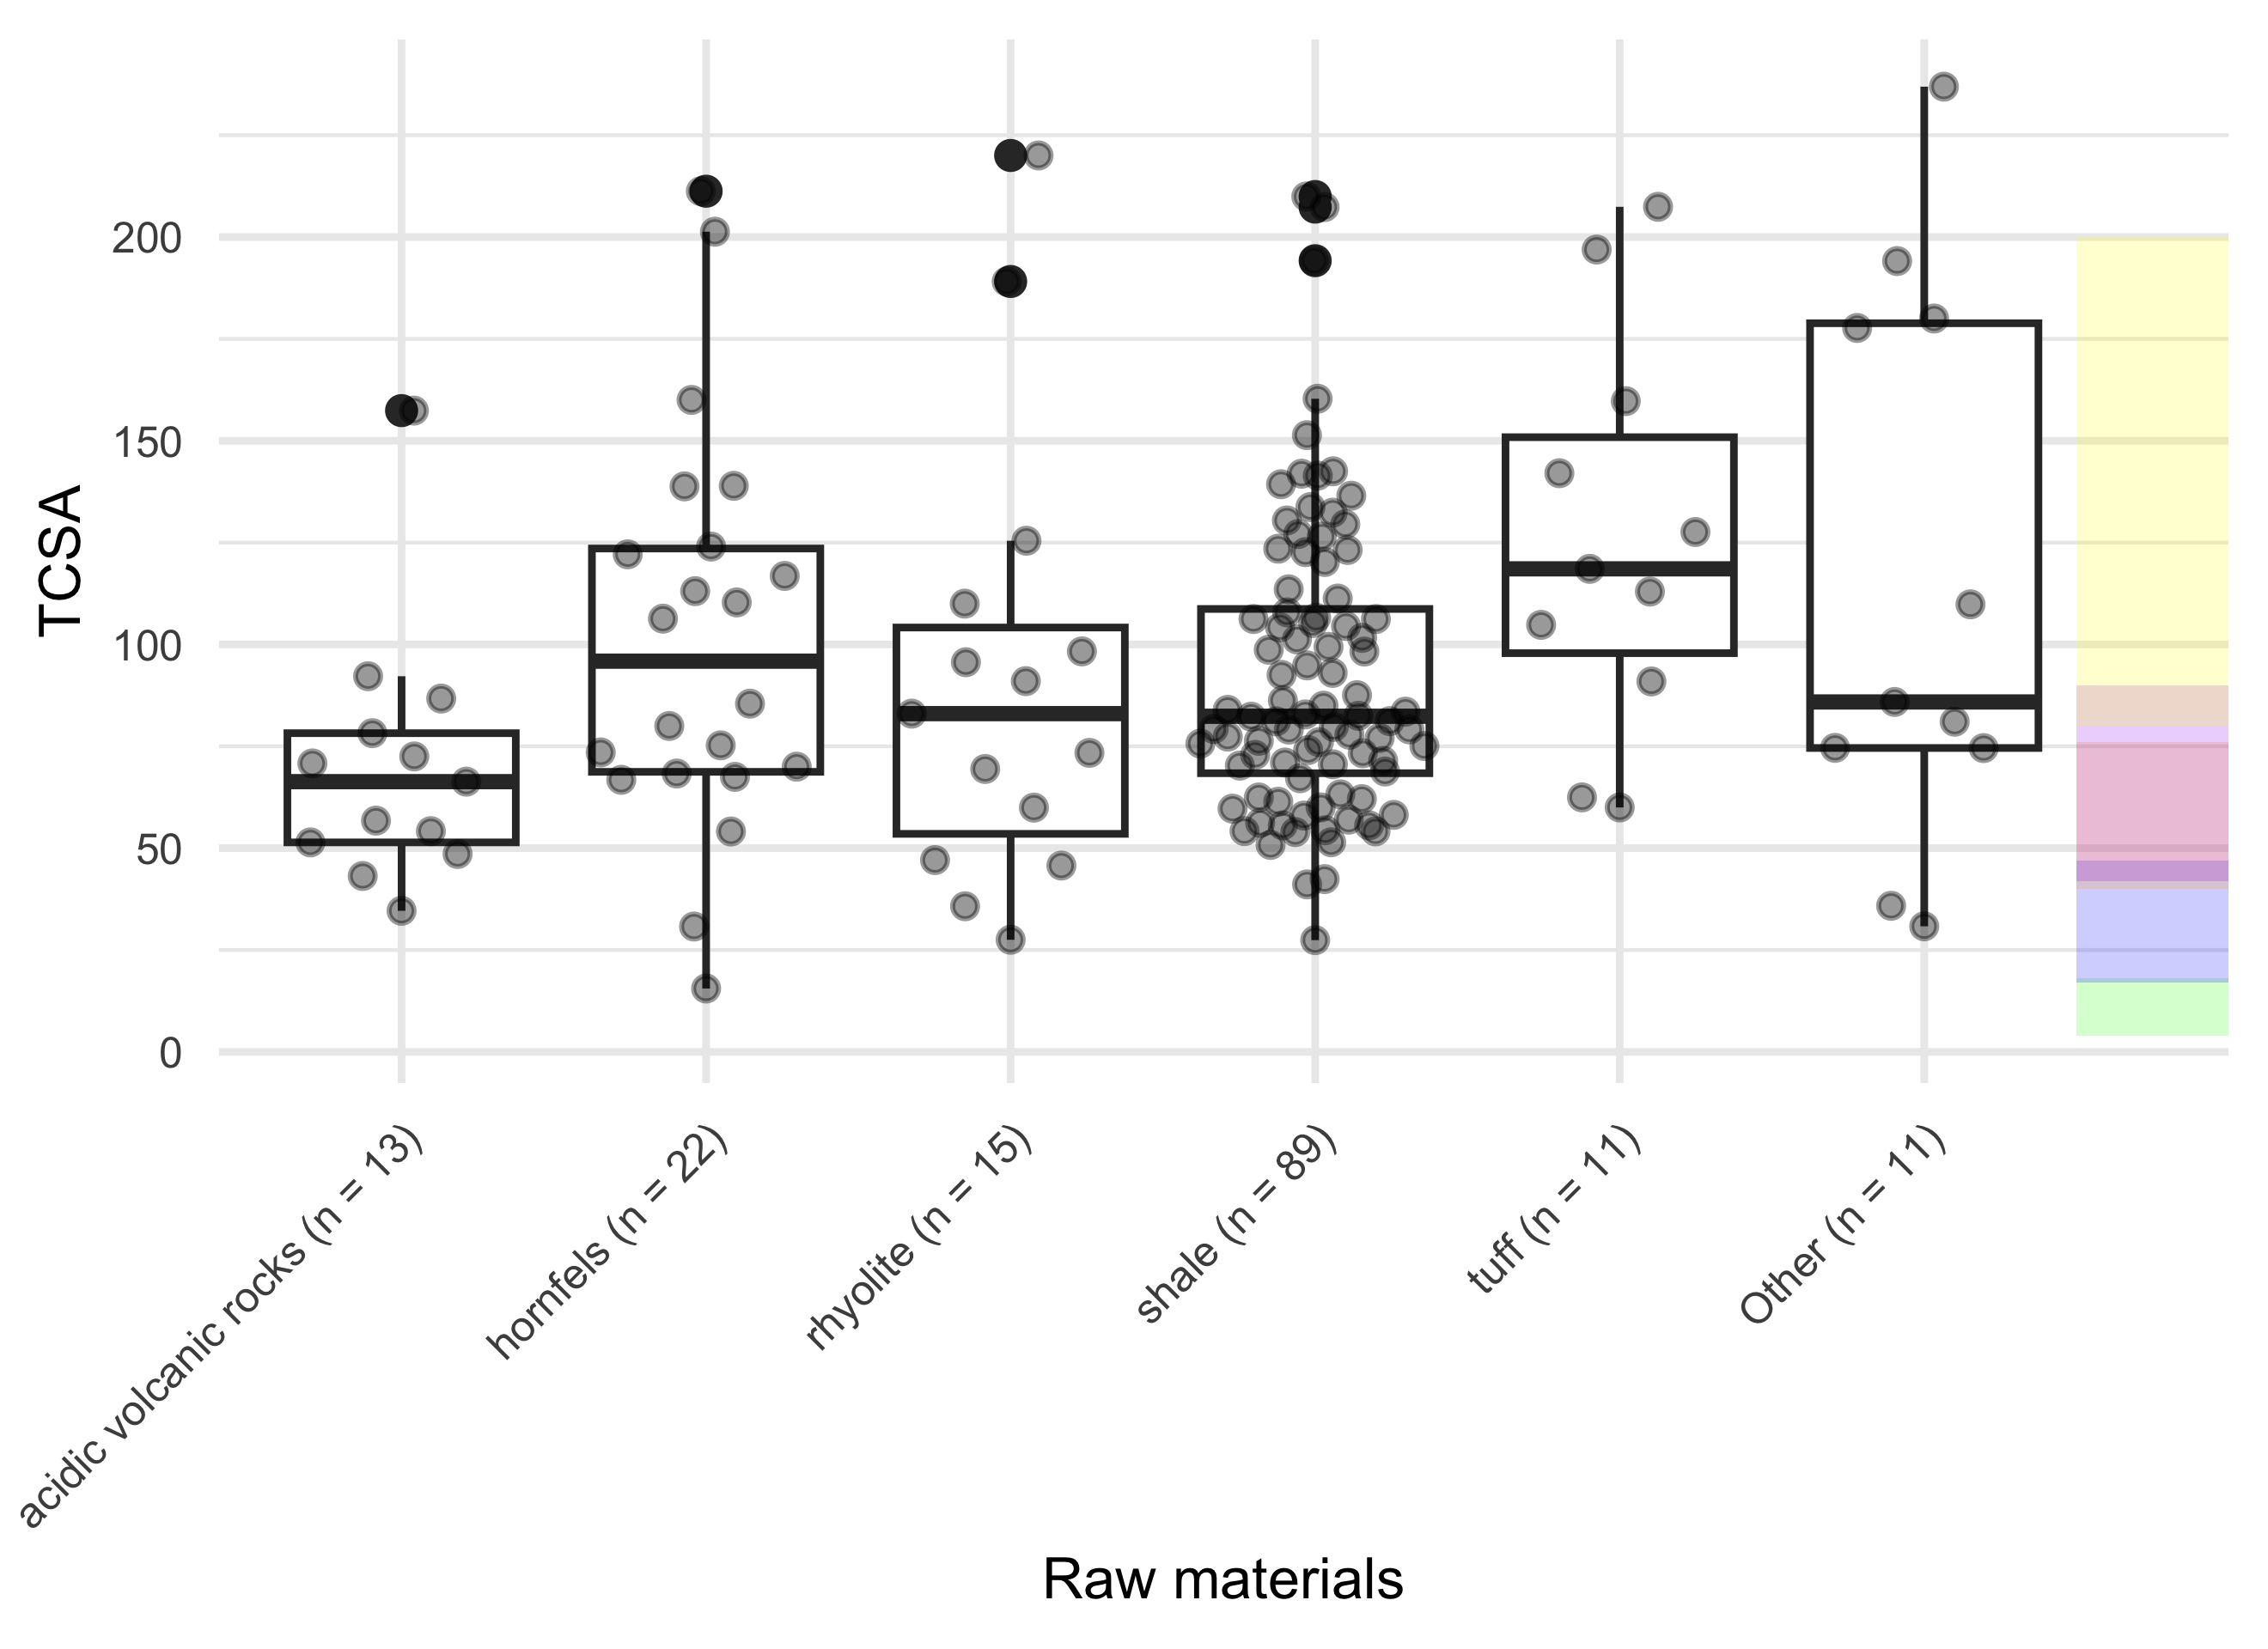 TCSA
200
150
100
50
0
acidic volcanic rocks (n = 13)
hornfels (n = 22)
rhyolite (n = 15)
shale (n = 89)
tuff (n = 11)
Other (n = 11)
Raw materials